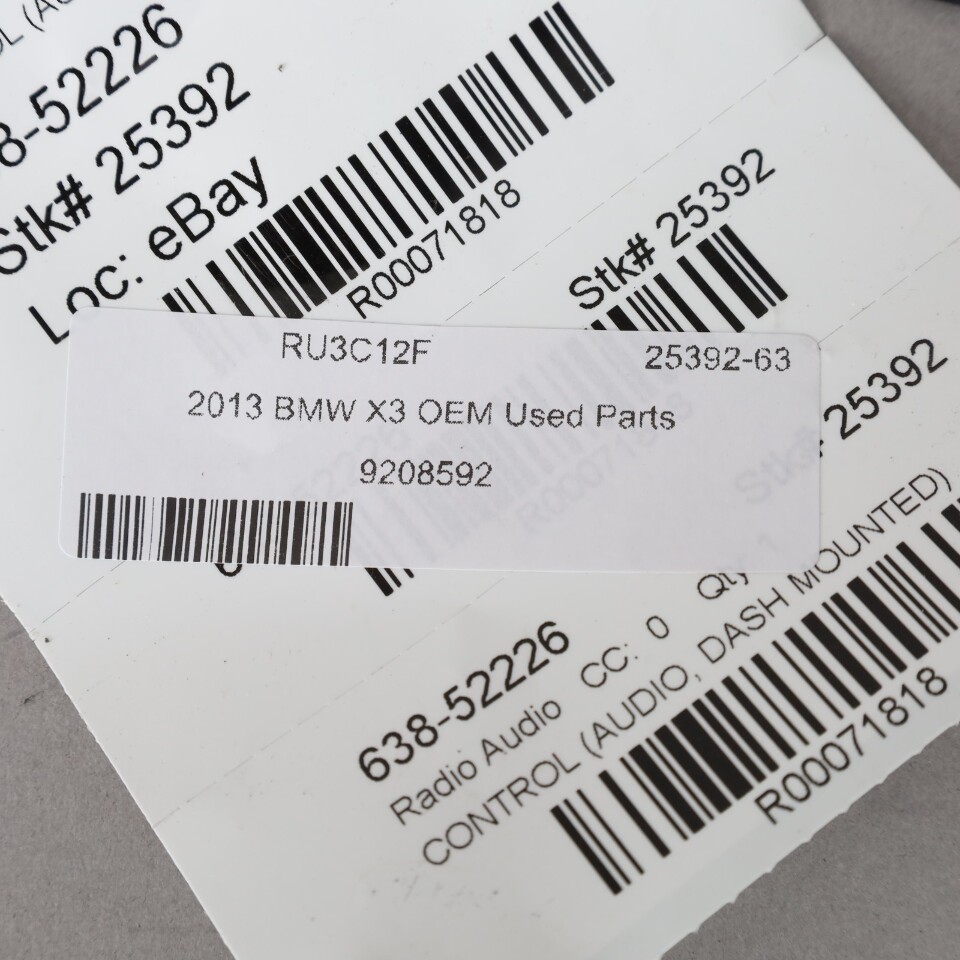 8-52226
Stk# 25392
Loc: eBay
R00071818
Stk# 25392
25392
RU3C12F 25392-63
2013 BMW X3 OEM Used Parts
9208592
638-52226
Radio Audio CC: 0 Qty 1
CONTROL (AUDIO, DASH MOUNTED)
R00071818